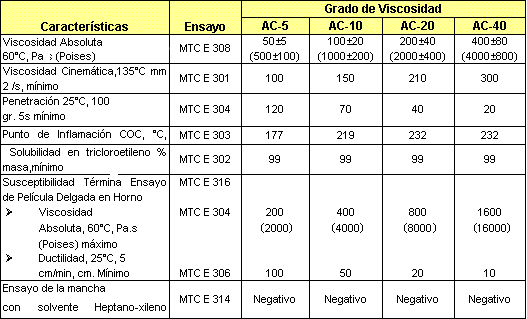 Características Ensayo Grado de Viscosidad
AC-5 AC-10 AC-20 AC-40
Viscosidad Absoluta
60°C, Pa.s (Poises) MTC E 308 50±5 (500±100) 100±20 (1000±200) 200±40 (2000±400) 400±80 (4000±800)
Viscosidad Cinemática,135°C mm
2 /s, mínimo MTC E 301 100 150 210 300
Penetración 25°C, 100
gr. 5s mínimo MTC E 304 120 70 40 20
Punto de Inflamación COC, °C, MTC E 303 177 219 232 232
Solubilidad en tricloroetileno %
masa,mínimo MTC E 302 99 99 99 99
Susceptibilidad Términa Ensayo MTC E 316
de Película Delgada en Horno
➤ Viscosidad MTC E 304 200 400 800 1600
Absoluta, 60°C, Pa.s (2000) (4000) (8000) (16000)
(Poises) máximo
➤ Ductilidad, 25°C, 5
cm/min, cm. Mínimo MTC E 306 100 50 20 10
Ensayo de la mancha
con solvente Heptano-xileno MTC E 314 Negativo Negativo Negativo Negativo